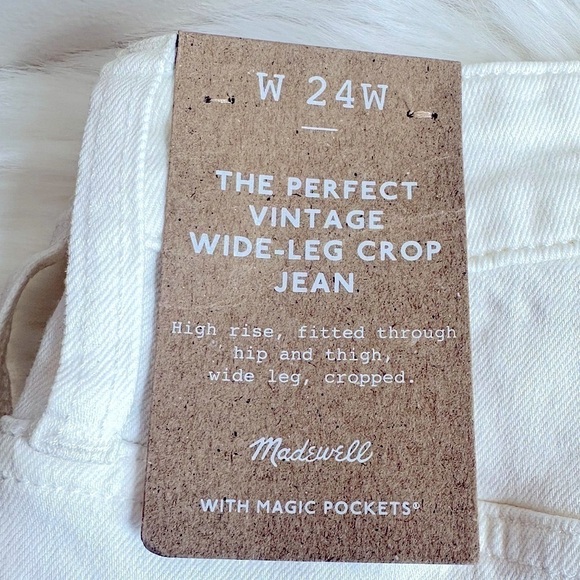 W 24W
THE PERFECT
VINTAGE
WIDE-LEG CROP
JEAN
High rise, fitted through
hip and thigh,
wide leg, cropped.
Madewell
WITH MAGIC POCKETS®